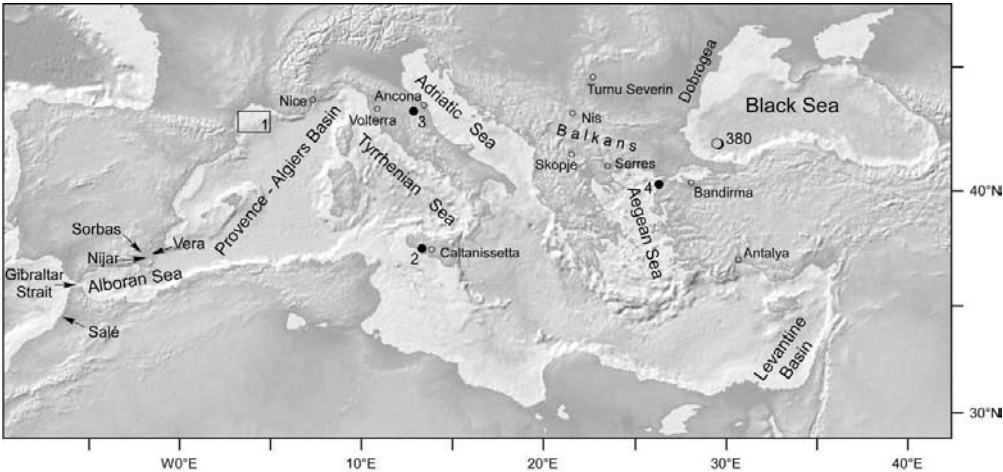 Dobrogea
Black Sea
380
Turnu Severin
Adriatic Sea
Ancona
3
Nice
Volterra
1
Niš
Balkans
Skopje
Serres
4
Bandirma
40°N
Provence - Algiers Basin
Tyrrhenian Sea
Aegean Sea
Sorbas
Vera
Nijar
2
Caltanissetta
Antalya
Gibraltar
Strait
Alboran Sea
Salé
Levantine
Basin
30°N
W0°E
10°E
20°E
30°E
40°E